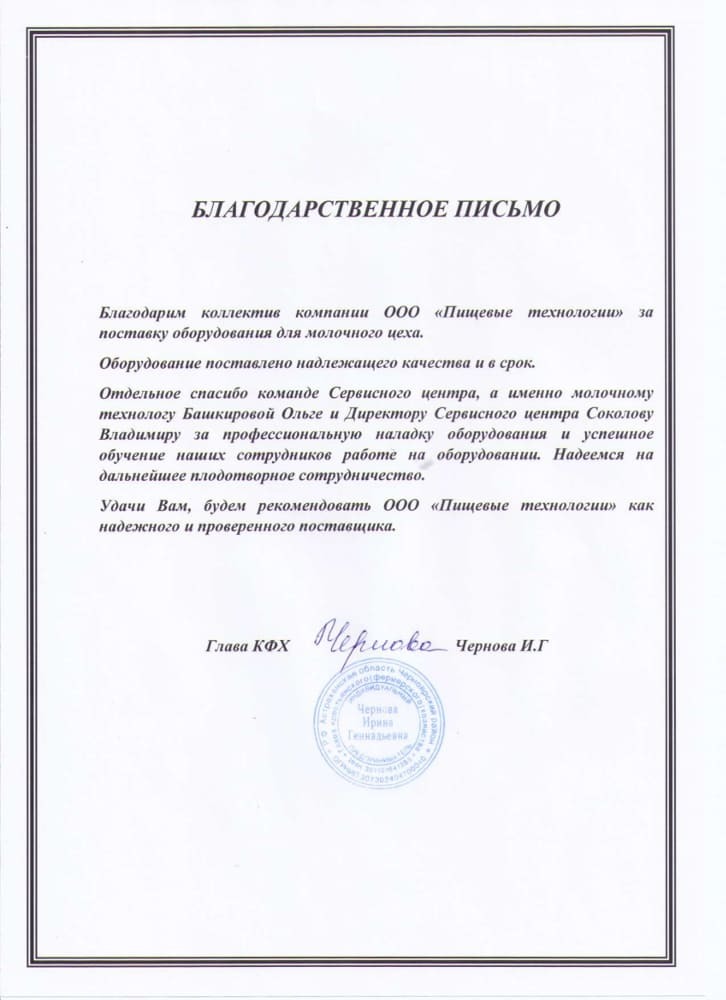 БЛАГОДАРСТВЕННОЕ ПИСЬМО
Благодарим коллектив компании ООО «Пищевые технологии» за
поставку оборудования для молочного цеха.
Оборудование поставлено надлежащего качества и в срок.
Отдельное спасибо команде Сервисного центра, а именно молочному
технологу Башкировой Ольге и Директору Сервисного центра Соколову
Владимиру за профессиональную наладку оборудования и успешное
обучение наших сотрудников работе на оборудовании. Надеемся на
дальнейшее плодотворное сотрудничество.
Удачи Вам, будем рекомендовать ООО «Пищевые технологии» как
надежного и проверенного поставщика.
Глава КФХ Чернова Чернова И.Г
РФ Астраханская область Черноярский район
Глава крестьянского (фермерского) хозяйства
ИНДИВИДУАЛЬНЫЙ
Чернова
Ирина
Геннадьевна
ПРЕДПРИНИМАТЕЛЬ